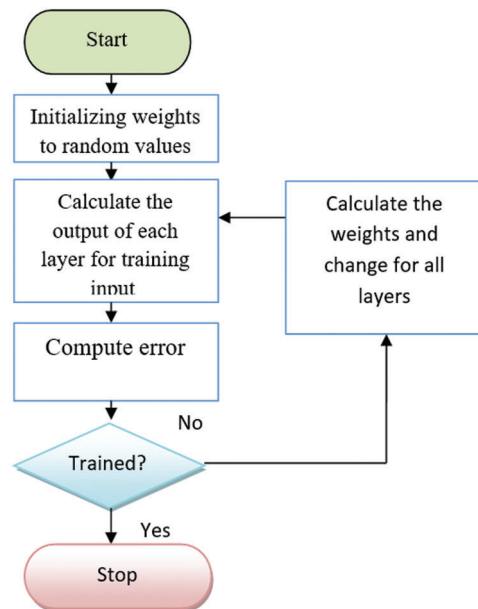 Start
Initializing weights
to random values
Calculate the
output of each
layer for training
input
Calculate the
weights and
change for all
layers
Compute error
No
Trained?
Yes
Stop